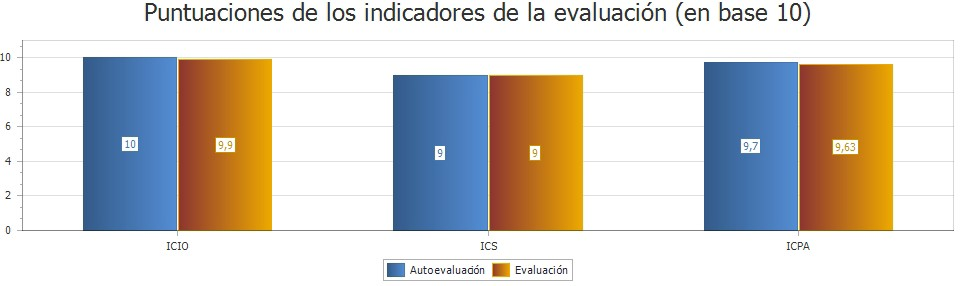 Puntuaciones de los indicadores de la evaluación (en base 10)
10
8
6
4
2
0
10
9,9
9
9
9,7
9,63
ICIO
ICS
ICPA
Autoevaluación
Evaluación